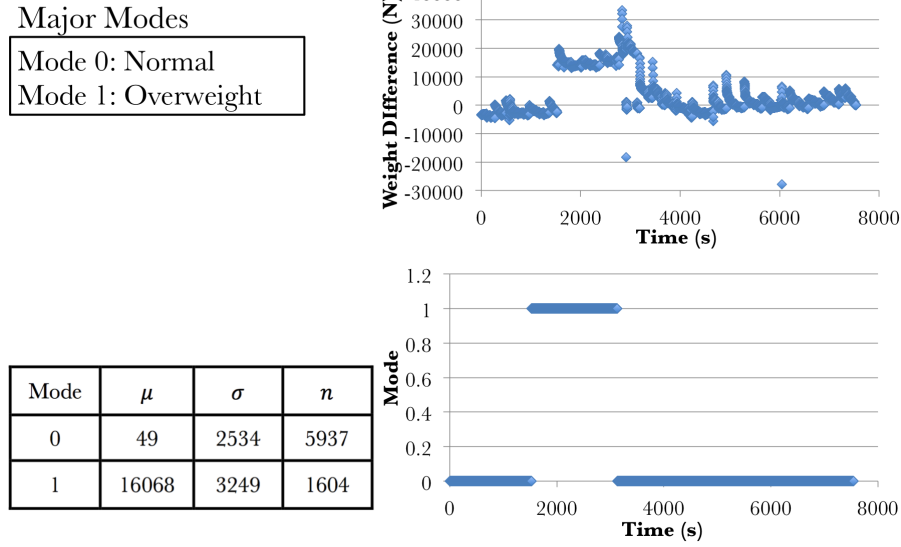 Major Modes
Mode 0: Normal
Mode 1: Overweight
Weight DIfference (N)
30000
20000
10000
0
-10000
-20000
-30000
0 2000 4000 6000 8000
Time (s)
Mode μ σ n
0 49 2534 5937
1 16068 3249 1604
Mode
1.2
1
0.8
0.6
0.4
0.2
0
0 2000 4000 6000 8000
Time (s)